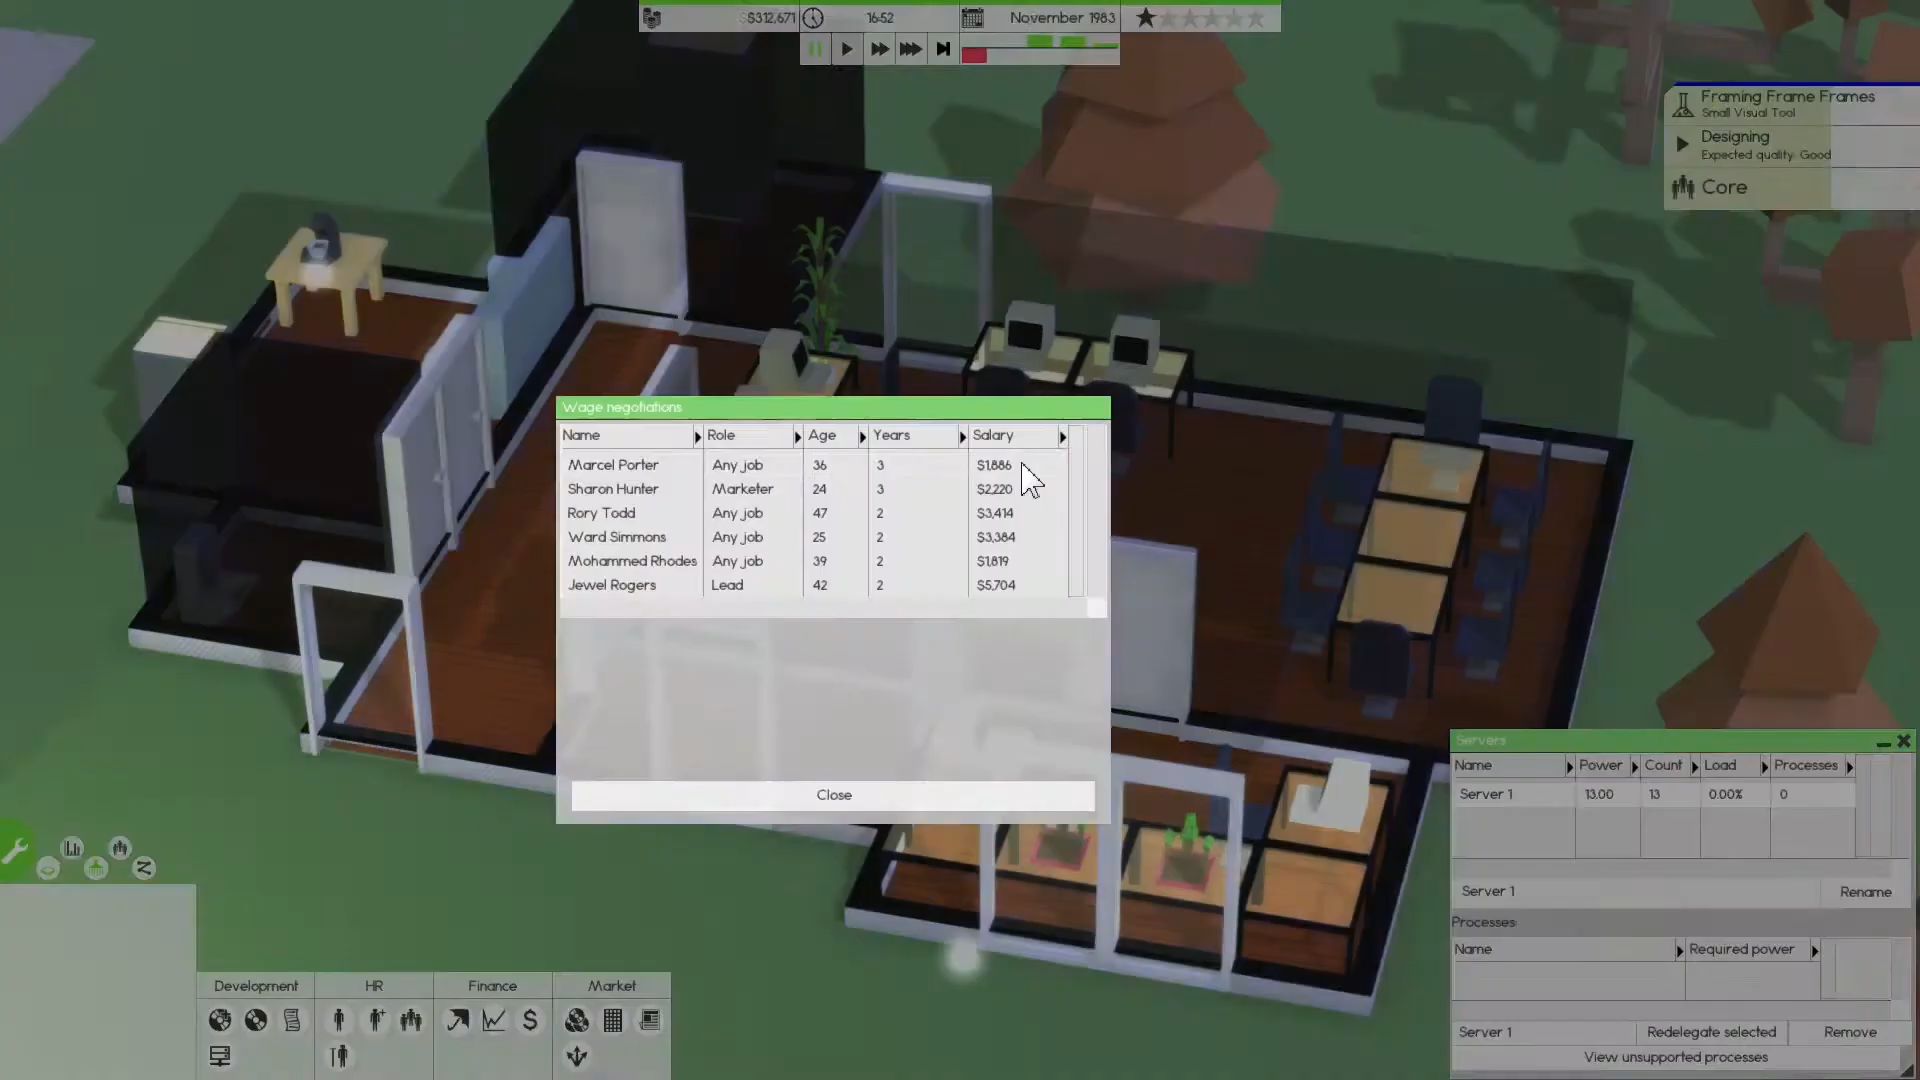 $312,671
16:52
November 1983
Framing Frame Frames
Small Visual Tool
Designing
Expected quality: Good
Core
Wage negotiations
Name Role Age Years Salary
Marcel Porter Any job 36 3 $1,886
Sharon Hunter Marketer 24 3 $2,220
Rory Todd Any job 47 2 $3,414
Ward Simmons Any job 25 2 $3,384
Mohammed Rhodes Any job 39 2 $1,819
Jewel Rogers Lead 42 2 $5,704
Close
Servers
Name Power Count Load Processes
Server 1 13.00 13 0.00% 0
Server 1 Rename
Processes
Name Required power
Server 1 Redelegate selected Remove
View unsupported processes
Development HR Finance Market